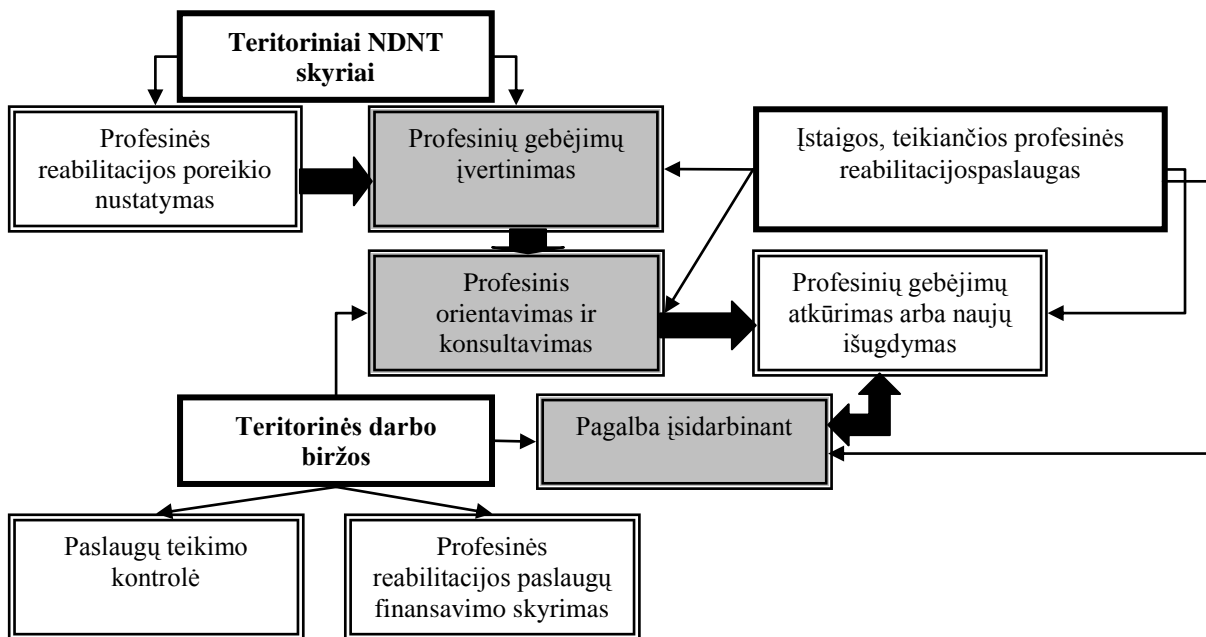 Teritoriniai NDNT
skyriai
Profesinės
reabilitacijos poreikio
nustatymas
Profesinių gebėjimų
įvertinimas
Įstaigos, teikiančios profesinės
reabilitacijospaslaugas
Profesinis
orientavimas ir
konsultavimas
Profesinių gebėjimų
atkūrimas arba naujų
išugdymas
Teritorinės darbo
biržos
Pagalba įsidarbinant
Paslaugų teikimo
kontrolė
Profesinės
reabilitacijos paslaugų
finansavimo skyrimas